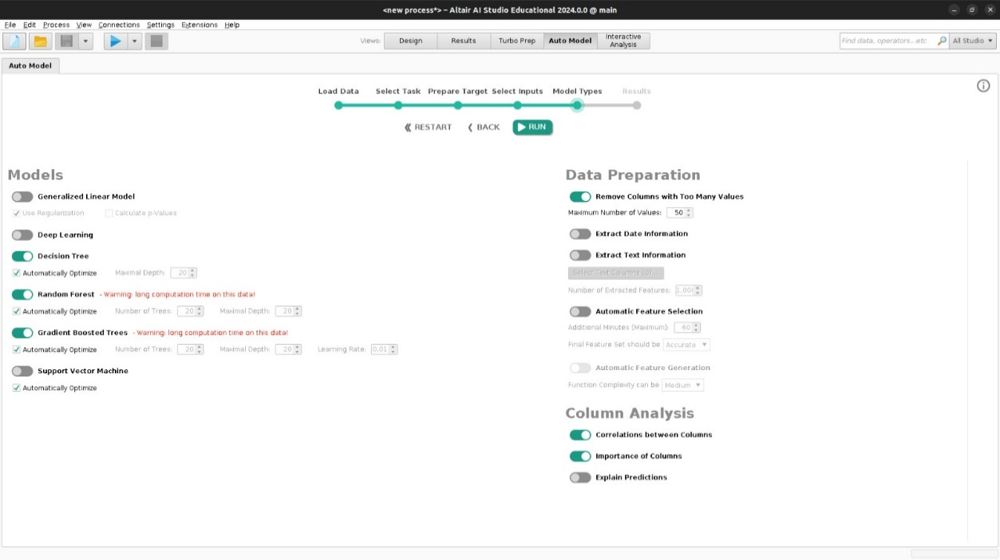 <new process*> – Altair AI Studio Educational 2024.0.0 @ main
File Edit Process View Connections Settings Extensions Help
Views: Design Results Turbo Prep Auto Model Interactive Analysis
Find data, operators...etc All Studio
Auto Model
Load Data Select Task Prepare Target Select Inputs Model Types Results
RESTART BACK RUN
Models
Generalized Linear Model
Use Regularization Calculate p-Values
Deep Learning
Decision Tree
Automatically Optimize Maximal Depth: 20
Random Forest - Warning: long computation time on this data!
Automatically Optimize Number of Trees: 20 Maximal Depth: 20
Gradient Boosted Trees - Warning: long computation time on this data!
Automatically Optimize Number of Trees: 20 Maximal Depth: 20 Learning Rate: 0.01
Support Vector Machine
Automatically Optimize
Data Preparation
Remove Columns with Too Many Values
Maximum Number of Values: 50
Extract Date Information
Extract Text Information
Select Text Columns (0)...
Number of Extracted Features: 1,000
Automatic Feature Selection
Additional Minutes (Maximum): 60
Final Feature Set should be Accurate
Automatic Feature Generation
Function Complexity can be Medium
Column Analysis
Correlations between Columns
Importance of Columns
Explain Predictions